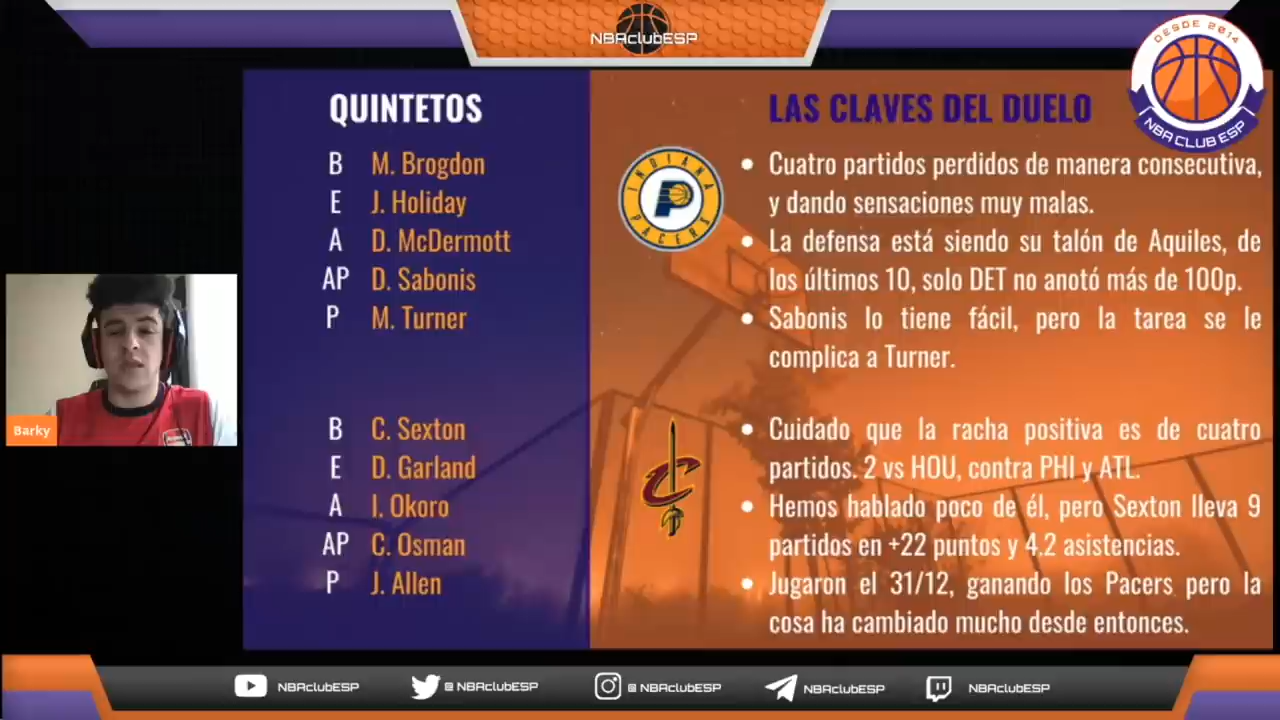 NBAclubESP
DESDE 2014
NBA CLUB ESP
QUINTETOS
B M. Brogdon
E J. Holiday
A D. McDermott
AP D. Sabonis
P M. Turner
B C. Sexton
E D. Garland
A I. Okoro
AP C. Osman
P J. Allen
LAS CLAVES DEL DUELO
INDIANA
PACERS
• Cuatro partidos perdidos de manera consecutiva,
y dando sensaciones muy malas.
• La defensa está siendo su talón de Aquiles, de
los últimos 10, solo DET no anotó más de 100p.
• Sabonis lo tiene fácil, pero la tarea se le
complica a Turner.
C
• Cuidado que la racha positiva es de cuatro
partidos. 2 vs HOU, contra PHI y ATL.
• Hemos hablado poco de él, pero Sexton lleva 9
partidos en +22 puntos y 4,2 asistencias.
• Jugaron el 31/12, ganando los Pacers pero la
cosa ha cambiado mucho desde entonces.
Barky
Arsenal
NBAclubESP
@NBAclubESP
@NBAclubESP
NBAclubESP
NBAclubESP